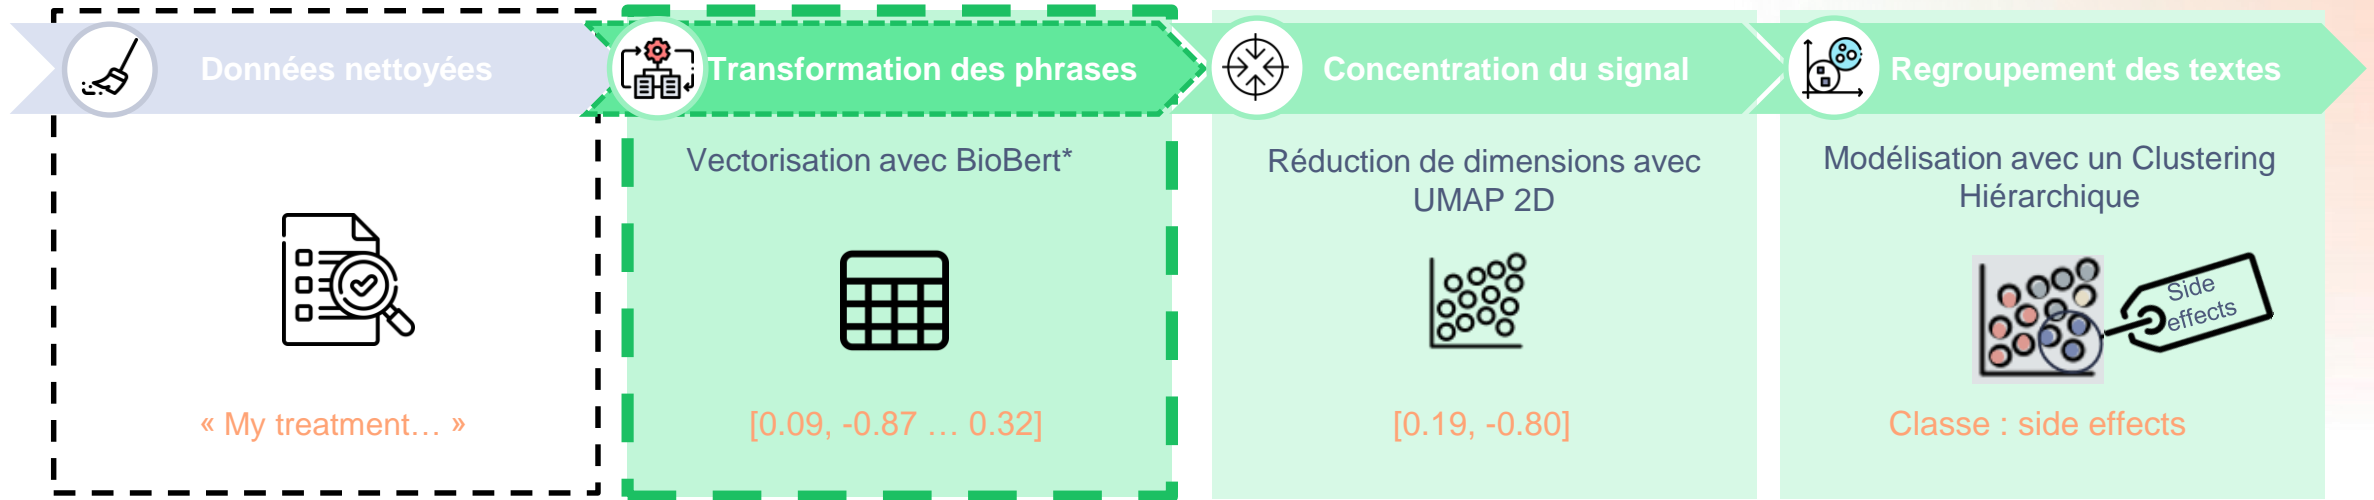 Données nettoyées
Transformation des phrases
Concentration du signal
Regroupement des textes
Vectorisation avec BioBert*
Réduction de dimensions avec
UMAP 2D
Modélisation avec un Clustering
Hiérarchique
Side
effects
« My treatment… »
[0.09, -0.87 … 0.32]
[0.19, -0.80]
Classe : side effects